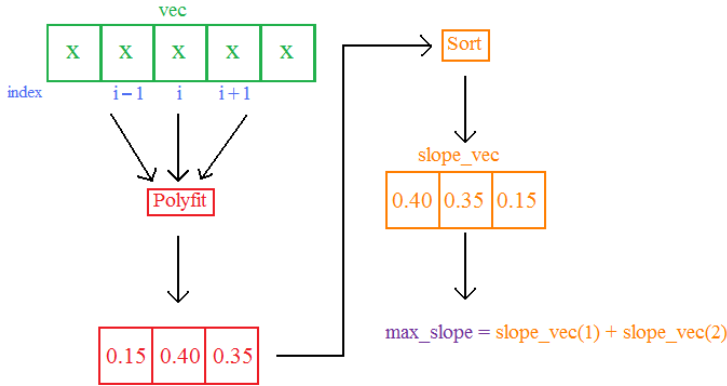 vec
x x x x x
index i−1 i i+1
Polyfit
0.15 0.40 0.35
Sort
slope_vec
0.40 0.35 0.15
max_slope = slope_vec(1) + slope_vec(2)